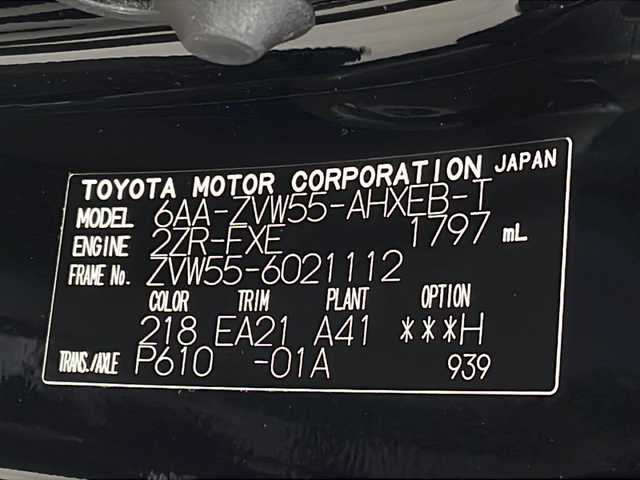 TOYOTA MOTOR CORPORATION JAPAN
MODEL 6AA-ZVW55-AHXEB-T
ENGINE 2ZR-FXE 1797 mL
FRAME No. ZVW55-6021112
COLOR TRIM PLANT OPTION
218 EA21 A41 ***H
TRANS./AXLE P610 -01A 939